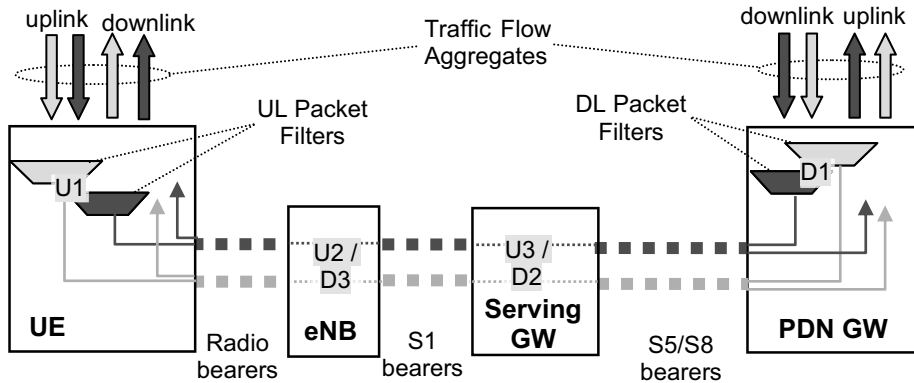 uplink
downlink
Traffic Flow
Aggregates
downlink uplink
UL Packet
Filters
DL Packet
Filters
U1
D1
U2 /
D3
U3 /
D2
UE
eNB
Serving
GW
PDN GW
Radio
bearers
S1
bearers
S5/S8
bearers